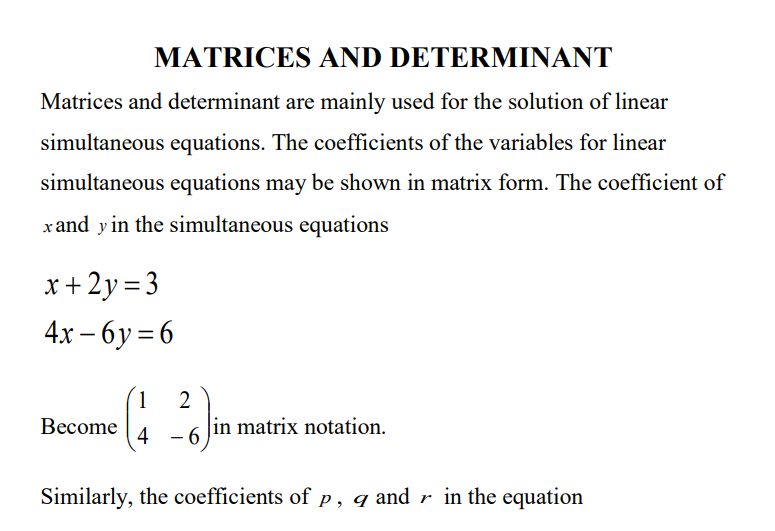 MATRICES AND DETERMINANT
Matrices and determinant are mainly used for the solution of linear
simultaneous equations. The coefficients of the variables for linear
simultaneous equations may be shown in matrix form. The coefficient of
x and y in the simultaneous equations
x + 2y = 3
4x − 6y = 6
1 2
Become in matrix notation.
4 − 6
Similarly, the coefficients of p, q and r in the equation